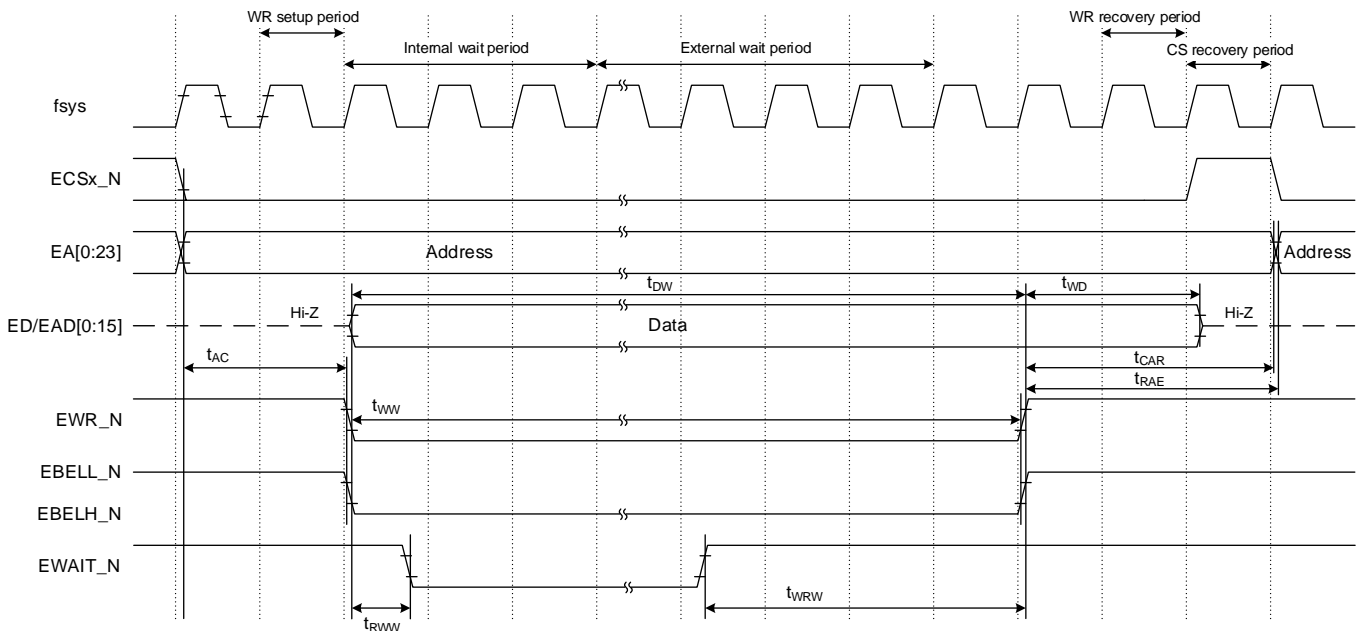 WR setup period
WR recovery period
Internal wait period
External wait period
CS recovery period
fsys
ECSx_N
EA[0:23]
Address
Address
tDW
tWD
ED/EAD[0:15]
Hi-Z
Data
Hi-Z
tAC
tCAR
tRAE
EWR_N
tWW
EBELL_N
EBELH_N
EWAIT_N
tWRW
tRWW